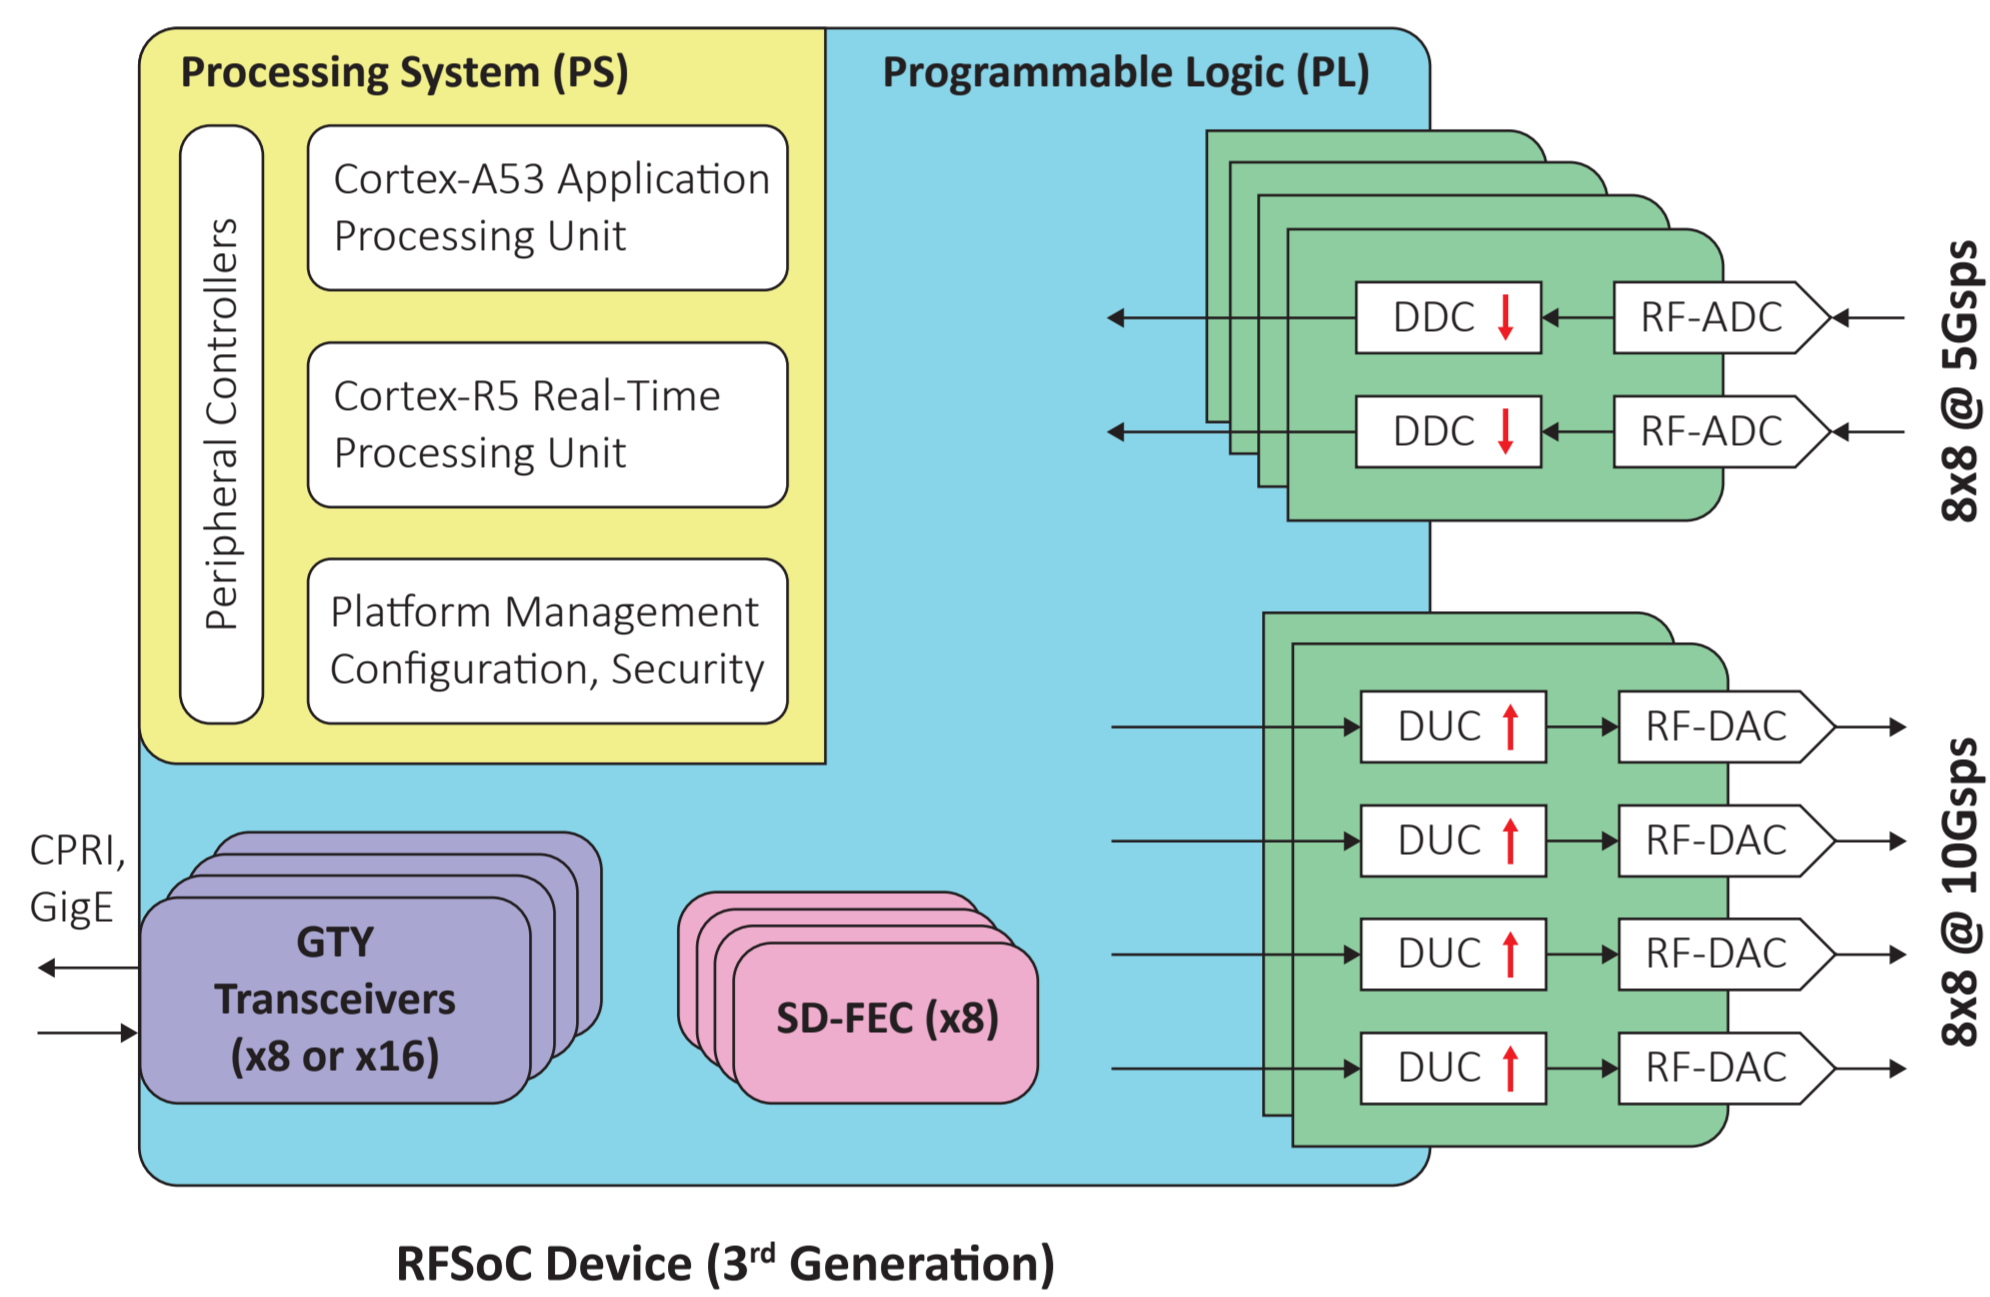 Processing System (PS)
Peripheral Controllers
Cortex-A53 Application
Processing Unit
Cortex-R5 Real-Time
Processing Unit
Platform Management
Configuration, Security
Programmable Logic (PL)
DDC
RF-ADC
DDC
RF-ADC
8x8 @ 5Gsps
DUC
RF-DAC
DUC
RF-DAC
DUC
RF-DAC
DUC
RF-DAC
8x8 @ 10Gsps
CPRI,
GigE
GTY
Transceivers
(x8 or x16)
SD-FEC (x8)
RFSoC Device (3rd Generation)